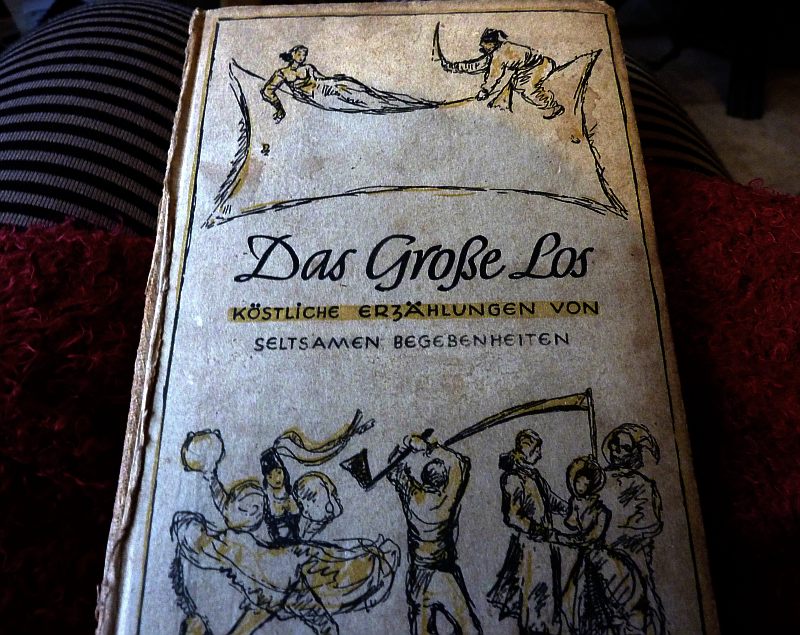 Das Große Los
KÖSTLICHE ERZÄHLUNGEN VON
SELTSAMEN BEGEBENHEITEN